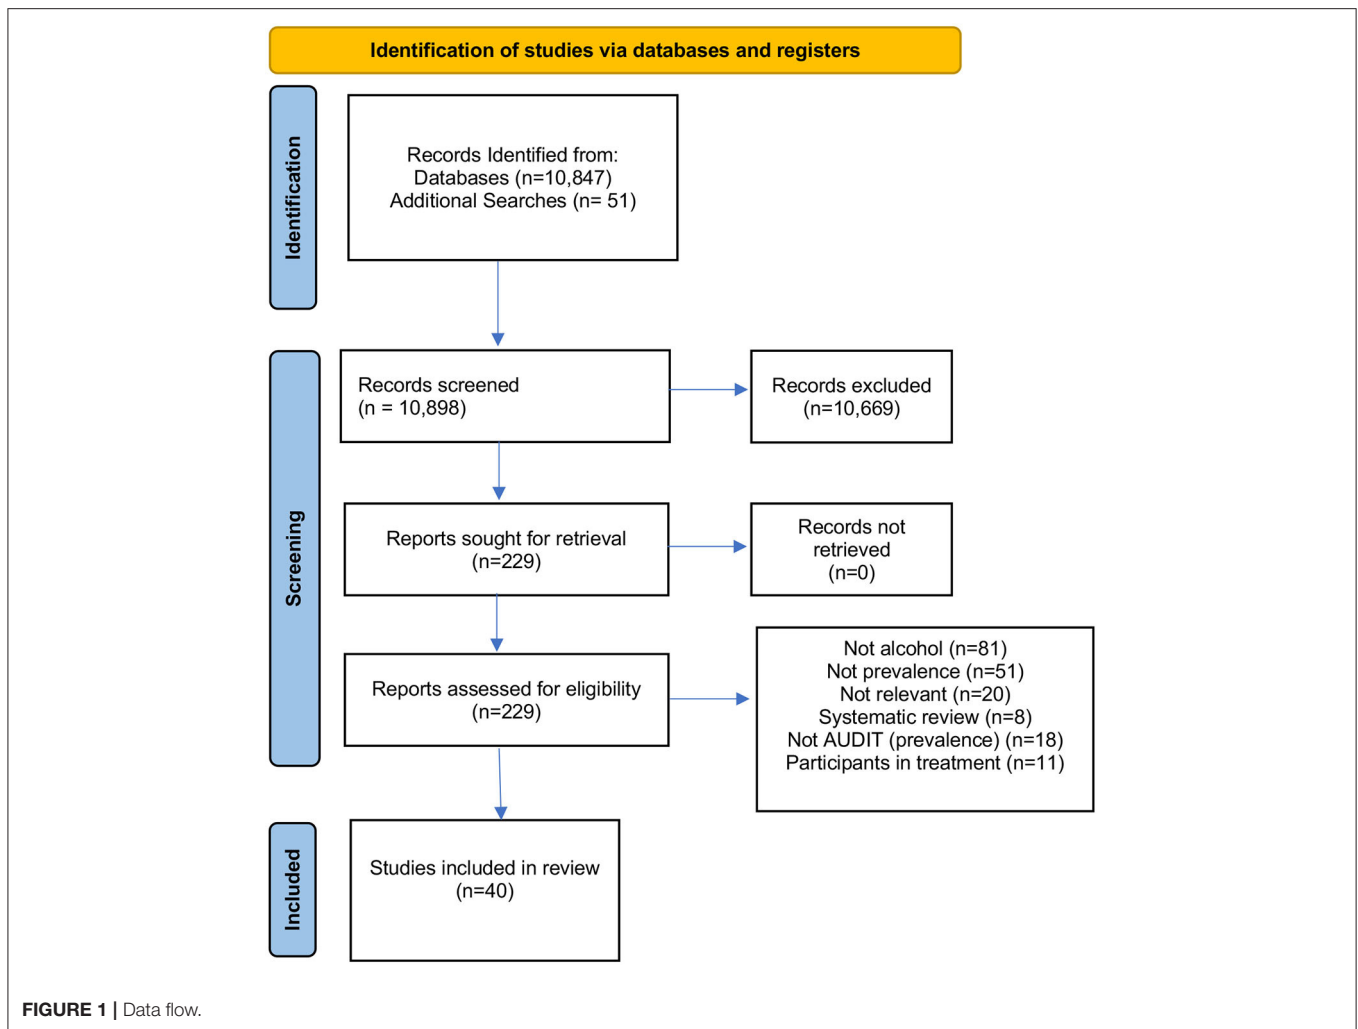 Identification of studies via databases and registers
Identification
Records Identified from:
Databases (n=10,847)
Additional Searches (n= 51)
Screening
Records screened
(n = 10,898)
Records excluded
(n=10,669)
Reports sought for retrieval
(n=229)
Records not
retrieved
(n=0)
Reports assessed for eligibility
(n=229)
Not alcohol (n=81)
Not prevalence (n=51)
Not relevant (n=20)
Systematic review (n=8)
Not AUDIT (prevalence) (n=18)
Participants in treatment (n=11)
Included
Studies included in review
(n=40)
FIGURE 1 | Data flow.